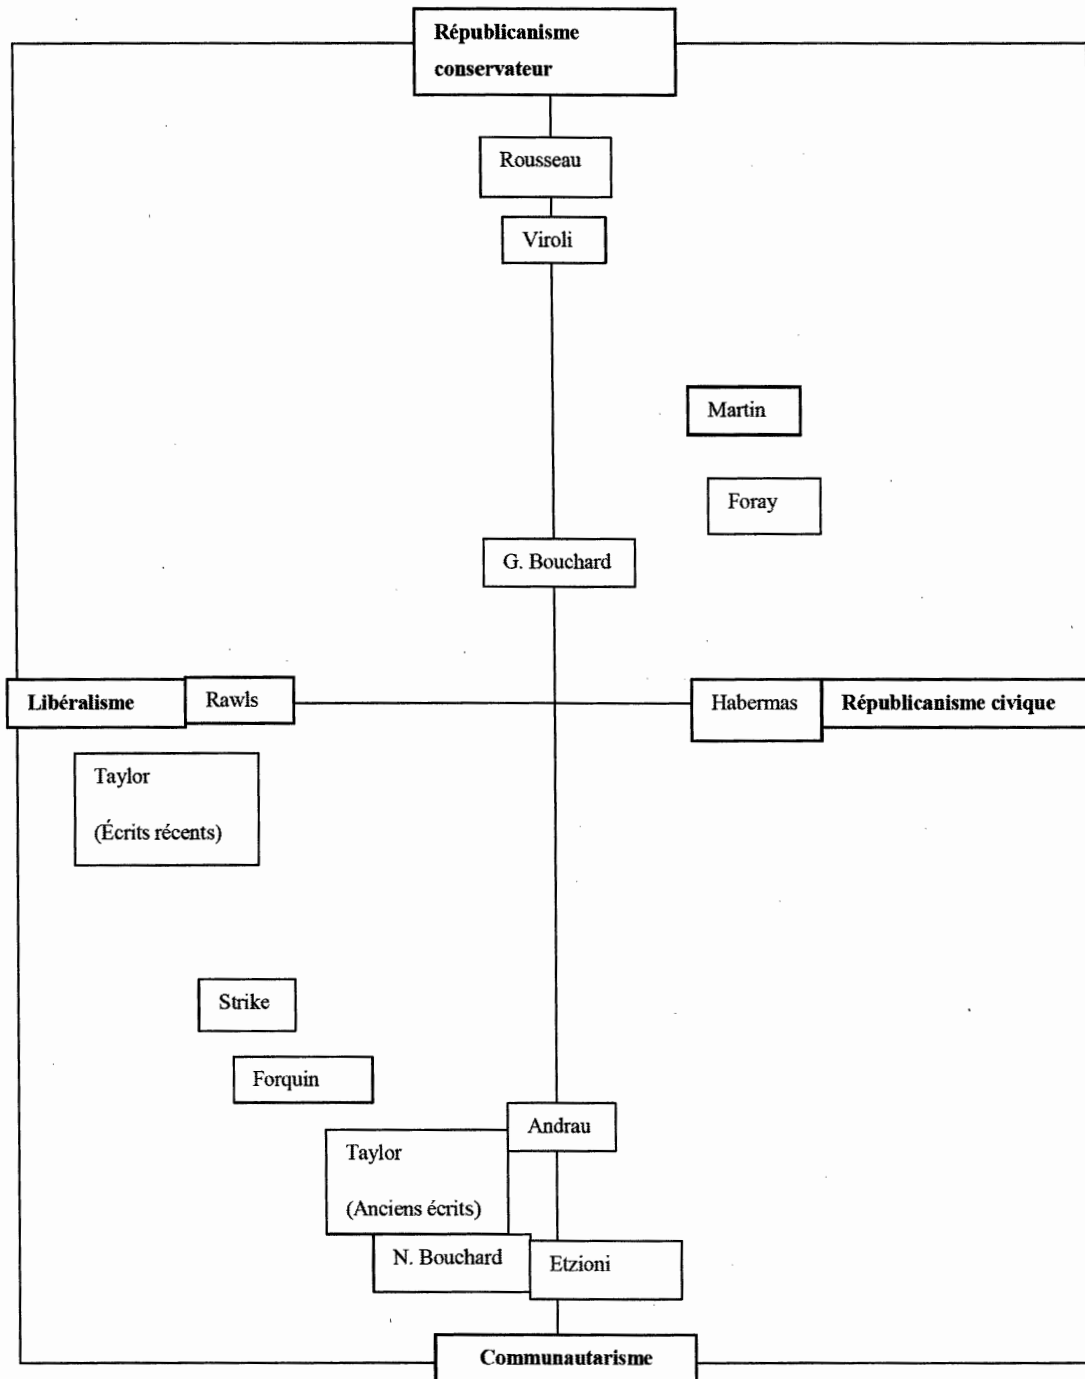 Républicanisme
conservateur
Rousseau
Viroli
Martin
Foray
G. Bouchard
Libéralisme
Rawls
Habermas
Républicanisme civique
Taylor
(Écrits récents)
Strike
Forquin
Andrau
Taylor
(Anciens écrits)
N. Bouchard
Etzioni
Communautarisme